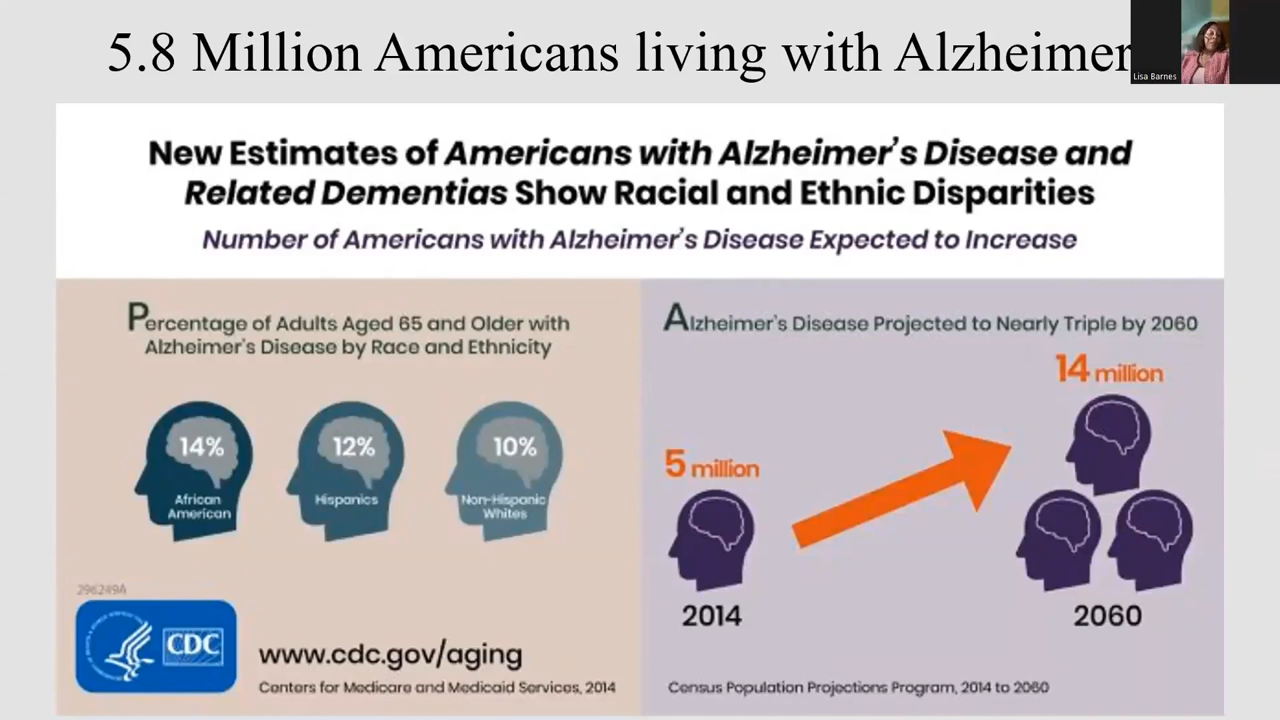 5.8 Million Americans living with Alzheimer
Lisa Barnes
New Estimates of Americans with Alzheimer's Disease and
Related Dementias Show Racial and Ethnic Disparities
Number of Americans with Alzheimer's Disease Expected to Increase
Percentage of Adults Aged 65 and Older with
Alzheimer's Disease by Race and Ethnicity
14%
African
American
12%
Hispanics
10%
Non-Hispanic
Whites
296249A
CDC
www.cdc.gov/aging
Centers for Medicare and Medicaid Services, 2014
Alzheimer's Disease Projected to Nearly Triple by 2060
14 million
5 million
2014
2060
Census Population Projections Program, 2014 to 2060